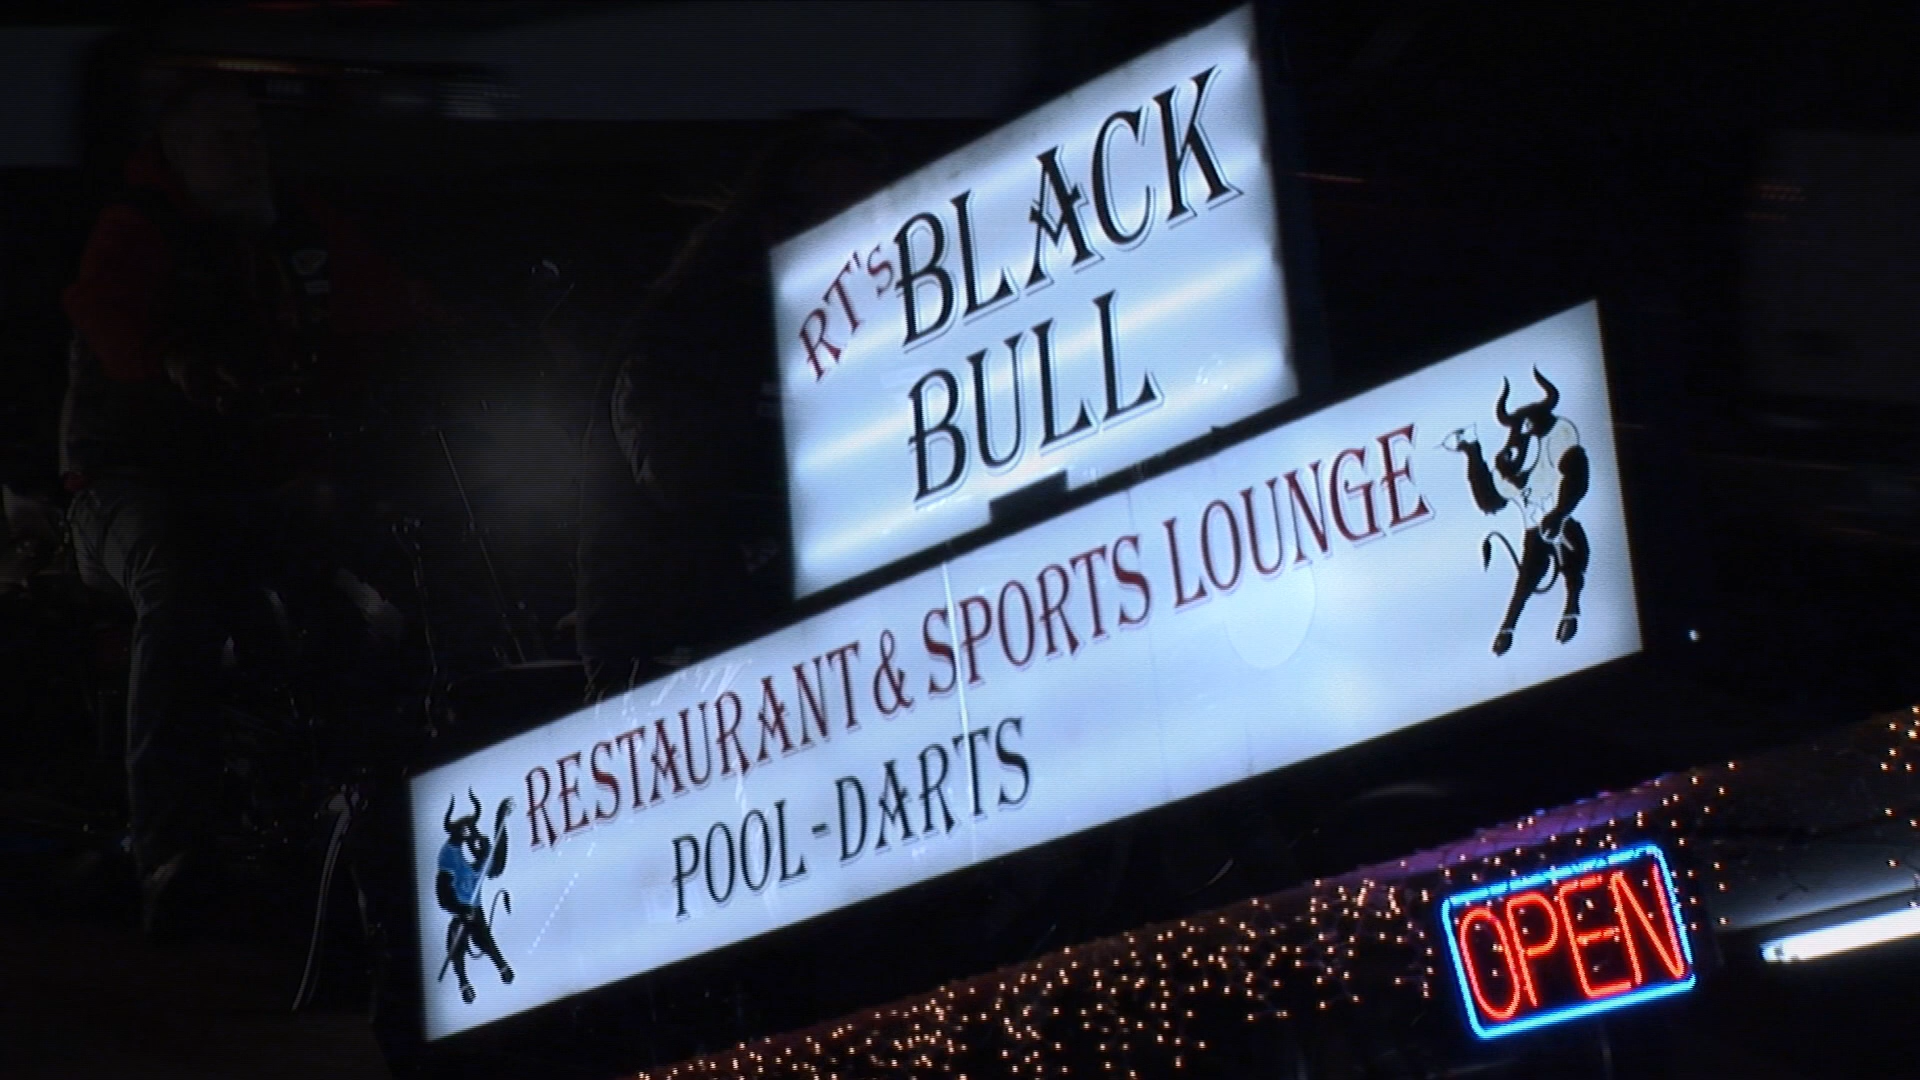 RT'S BLACK
BULL
RESTAURANT & SPORTS LOUNGE
POOL - DARTS
OPEN